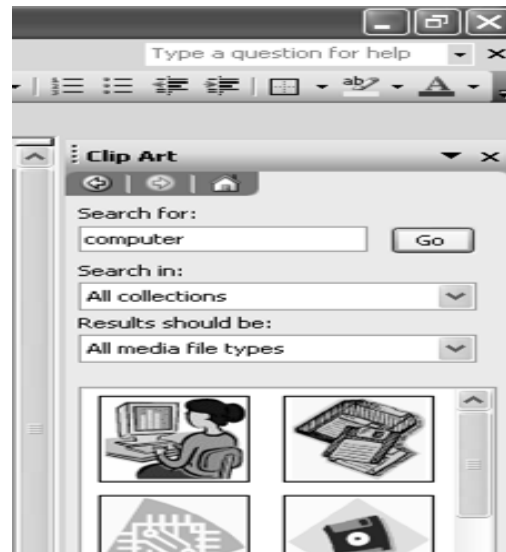 Type a question for help
Clip Art
Search for:
computer
Go
Search in:
All collections
Results should be:
All media file types